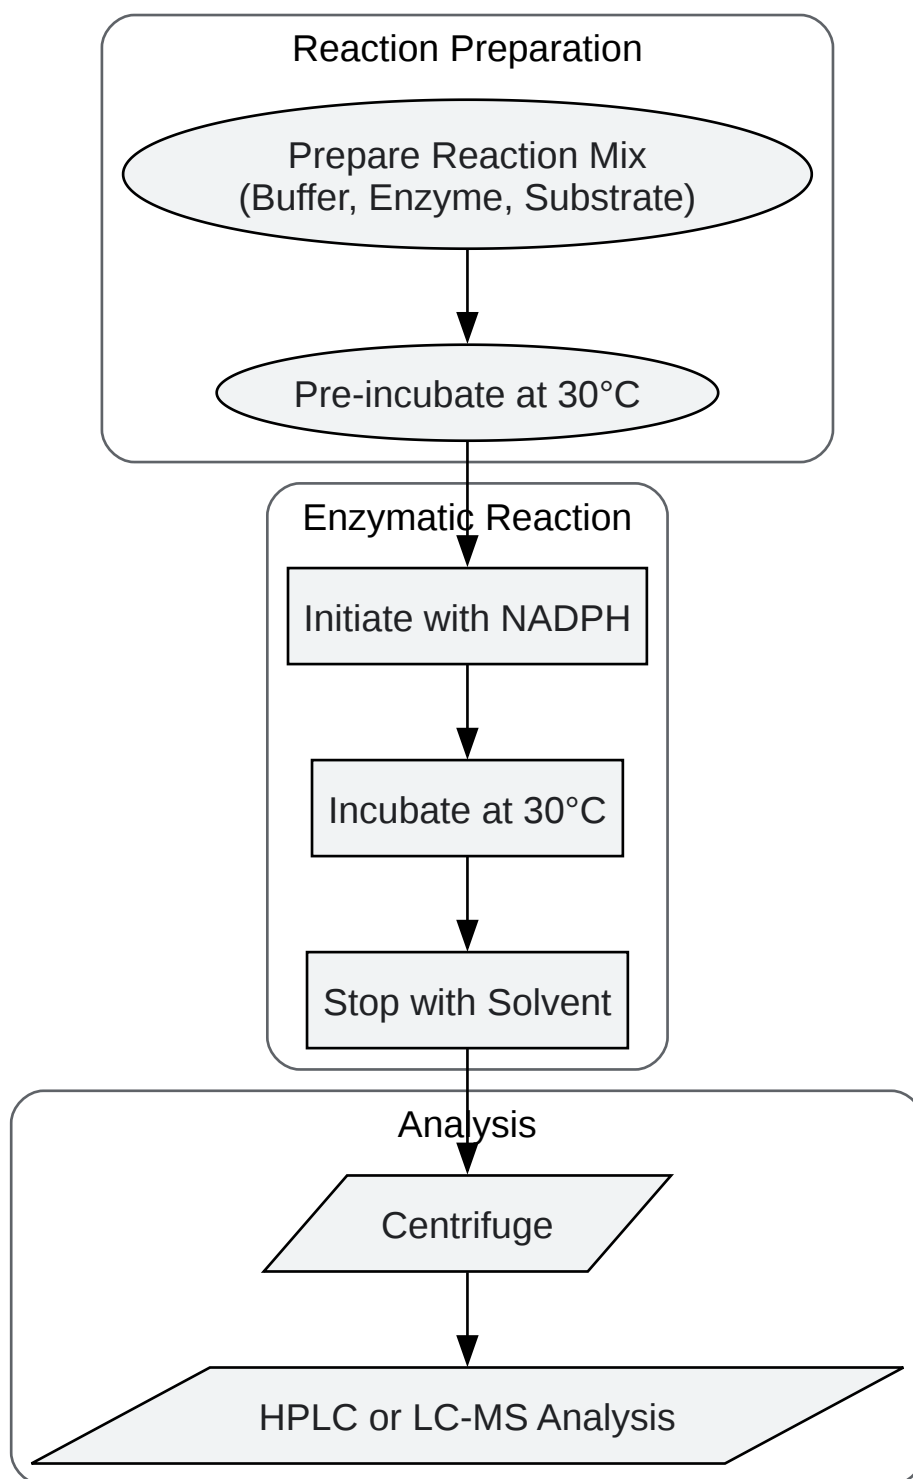 Reaction Preparation
Prepare Reaction Mix
(Buffer, Enzyme, Substrate)
Pre-incubate at 30°C
Enzymatic Reaction
Initiate with NADPH
Incubate at 30°C
Stop with Solvent
Analysis
Centrifuge
HPLC or LC-MS Analysis